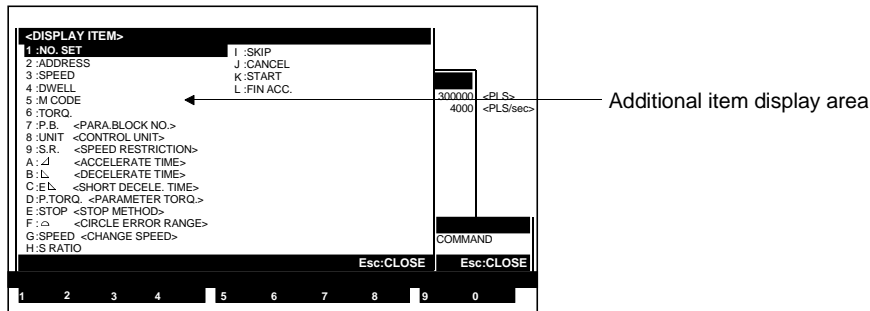 <DISPLAY ITEM>
1 :NO. SET
2 :ADDRESS
3 :SPEED
4 :DWELL
5 :M CODE
6 :TORQ.
7 :P.B. <PARA.BLOCK NO.>
8 :UNIT <CONTROL UNIT>
9 :S.R. <SPEED RESTRICTION>
A : <ACCELERATE TIME>
B : <DECELERATE TIME>
C :E <SHORT DECELE. TIME>
D :P.TORQ. <PARAMETER TORQ.>
E :STOP <STOP METHOD>
F : <CIRCLE ERROR RANGE>
G :SPEED <CHANGE SPEED>
H :S RATIO
I :SKIP
J :CANCEL
K :START
L :FIN ACC.
300000 <PLS>
4000 <PLS/sec>
Additional item display area
COMMAND
Esc:CLOSE Esc:CLOSE
1 2 3 4 5 6 7 8 9 0